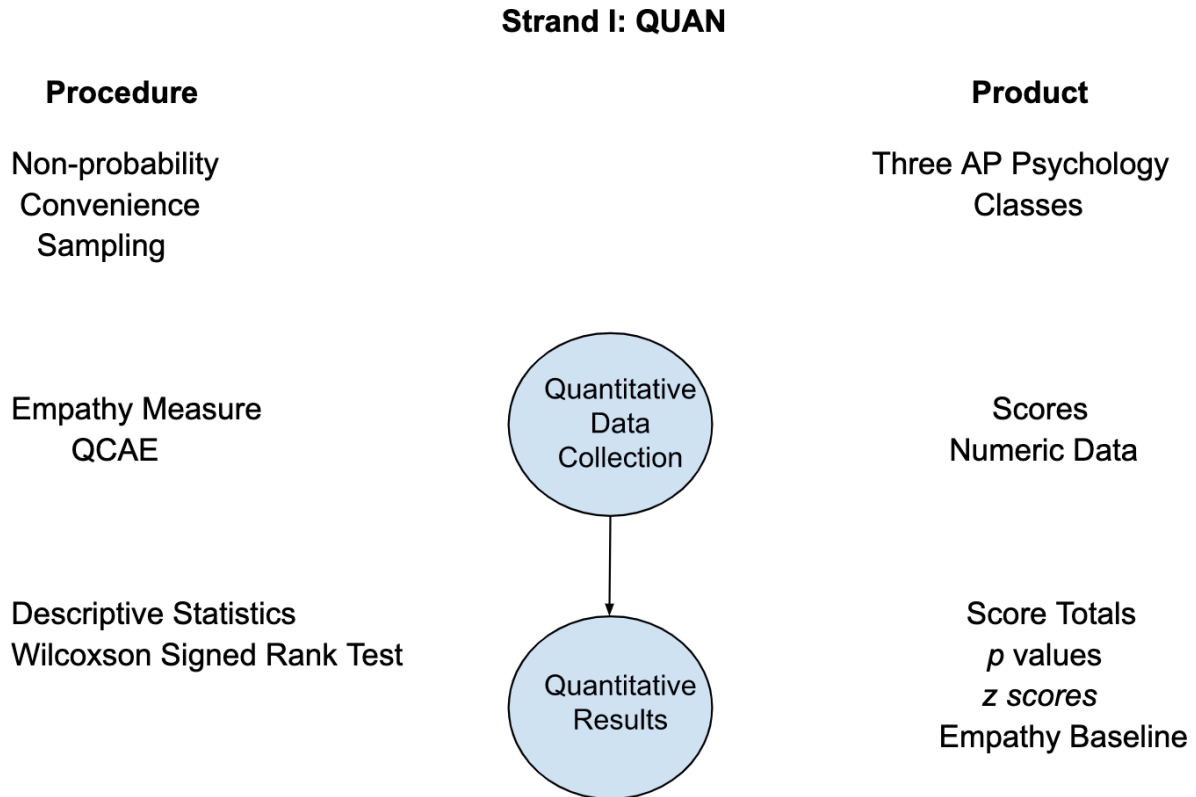 Strand I: QUAN
Procedure
Product
Non-probability
Convenience
Sampling
Three AP Psychology
Classes
Empathy Measure
QCAE
Quantitative
Data
Collection
Scores
Numeric Data
Descriptive Statistics
Wilcoxson Signed Rank Test
Quantitative
Results
Score Totals
p values
z scores
Empathy Baseline